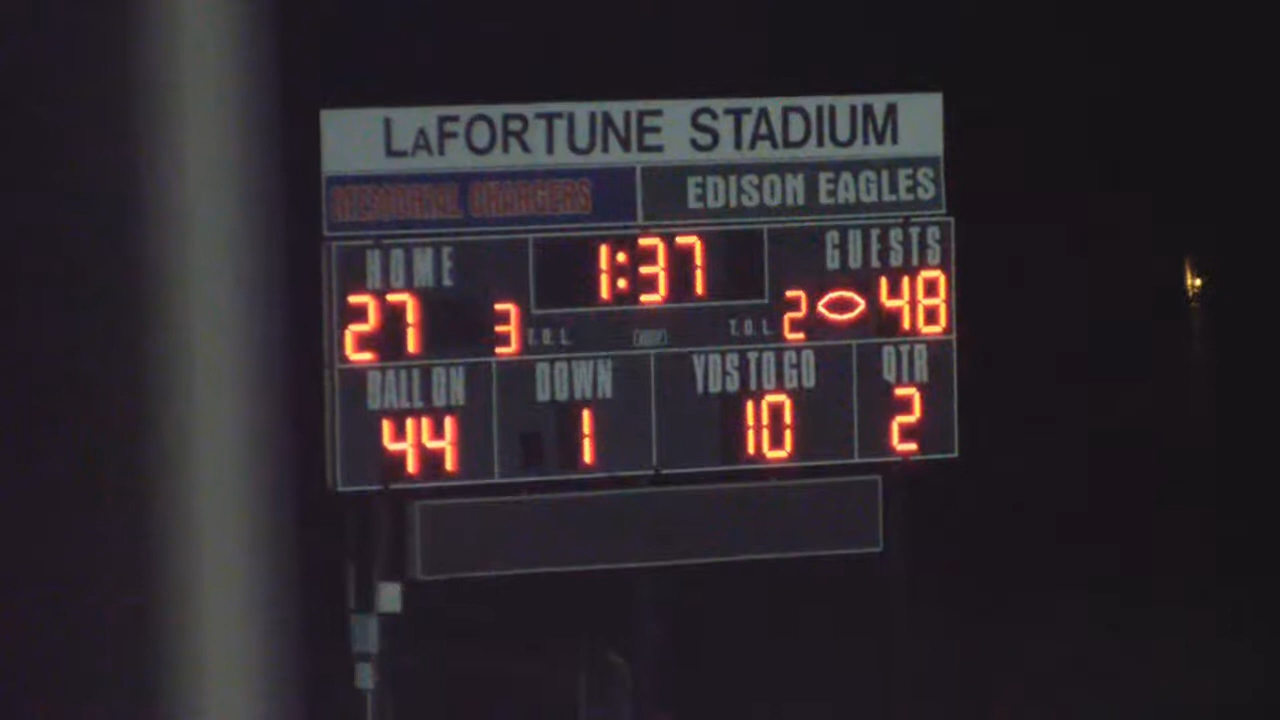 LAFORTUNE STADIUM
MEMORIAL CHARGERS EDISON EAGLES
HOME 1:37 GUESTS
27 3 T.O.L. T.O.L. 2 48
BALL ON DOWN YDS TO GO QTR
44 1 10 2